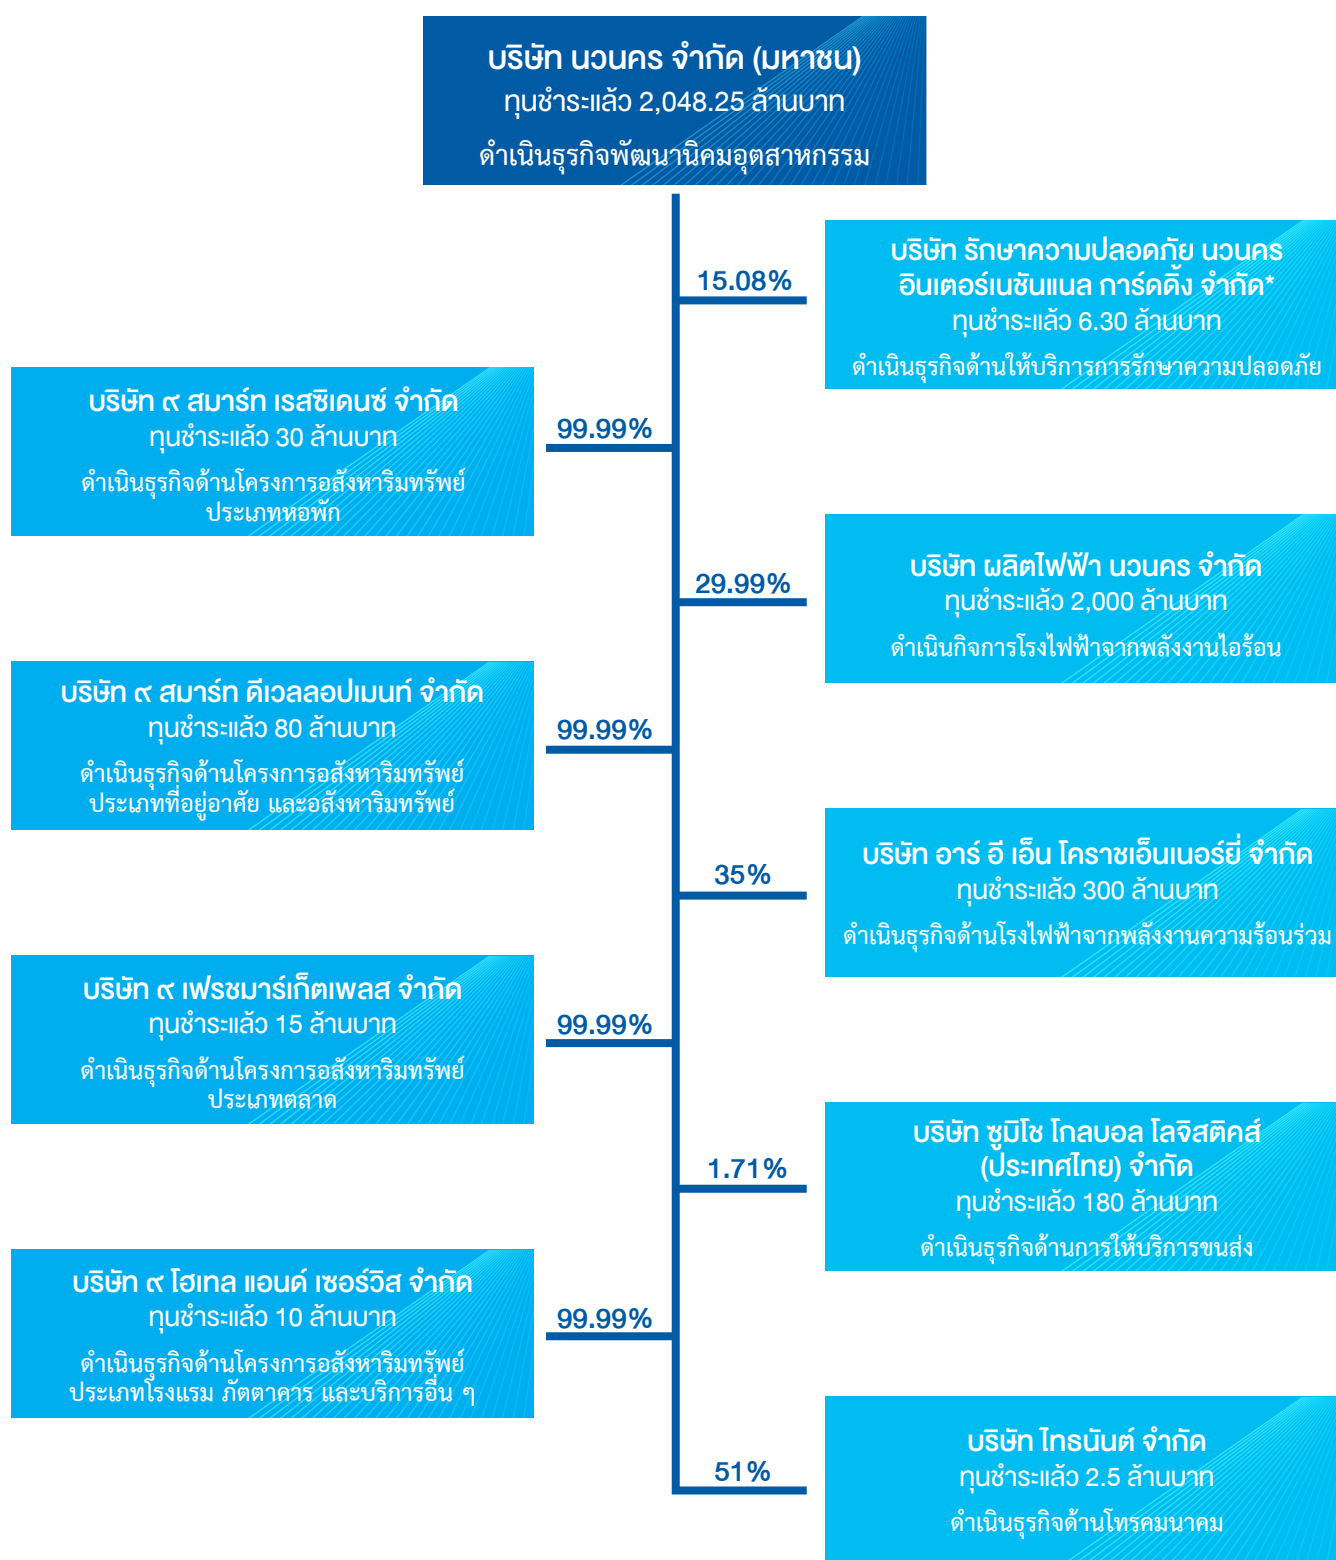 บริษัท นวนคร จำกัด (มหาชน)
ทุนชำระแล้ว 2,048.25 ล้านบาท
ดำเนินธุรกิจพัฒนานิคมอุตสาหกรรม
15.08%
บริษัท รักษาความปลอดภัย นวนคร
อินเตอร์เนชันแนล การ์ดดิ้ง จำกัด*
ทุนชำระแล้ว 6.30 ล้านบาท
ดำเนินธุรกิจด้านให้บริการการรักษาความปลอดภัย
บริษัท ๙ สมาร์ท เรสซิเดนซ์ จำกัด
ทุนชำระแล้ว 30 ล้านบาท
ดำเนินธุรกิจด้านโครงการอสังหาริมทรัพย์
ประเภทหอพัก
99.99%
29.99%
บริษัท ผลิตไฟฟ้า นวนคร จำกัด
ทุนชำระแล้ว 2,000 ล้านบาท
ดำเนินกิจการโรงไฟฟ้าจากพลังงานไอร้อน
บริษัท ๙ สมาร์ท ดีเวลลอปเมนท์ จำกัด
ทุนชำระแล้ว 80 ล้านบาท
ดำเนินธุรกิจด้านโครงการอสังหาริมทรัพย์
ประเภทที่อยู่อาศัย และอสังหาริมทรัพย์
99.99%
35%
บริษัท อาร์ อี เอ็น โคราชเอ็นเนอร์ยี่ จำกัด
ทุนชำระแล้ว 300 ล้านบาท
ดำเนินธุรกิจด้านโรงไฟฟ้าจากพลังงานความร้อนร่วม
บริษัท ๙ เฟรชมาร์เก็ตเพลส จำกัด
ทุนชำระแล้ว 15 ล้านบาท
ดำเนินธุรกิจด้านโครงการอสังหาริมทรัพย์
ประเภทตลาด
99.99%
1.71%
บริษัท ซูมิโช โกลบอล โลจิสติคส์
(ประเทศไทย) จำกัด
ทุนชำระแล้ว 180 ล้านบาท
ดำเนินธุรกิจด้านการให้บริการขนส่ง
บริษัท ๙ โฮเทล แอนด์ เซอร์วิส จำกัด
ทุนชำระแล้ว 10 ล้านบาท
ดำเนินธุรกิจด้านโครงการอสังหาริมทรัพย์
ประเภทโรงแรม ภัตตาคาร และบริการอื่น ๆ
99.99%
51%
บริษัท ไทธนันต์ จำกัด
ทุนชำระแล้ว 2.5 ล้านบาท
ดำเนินธุรกิจด้านโทรคมนาคม